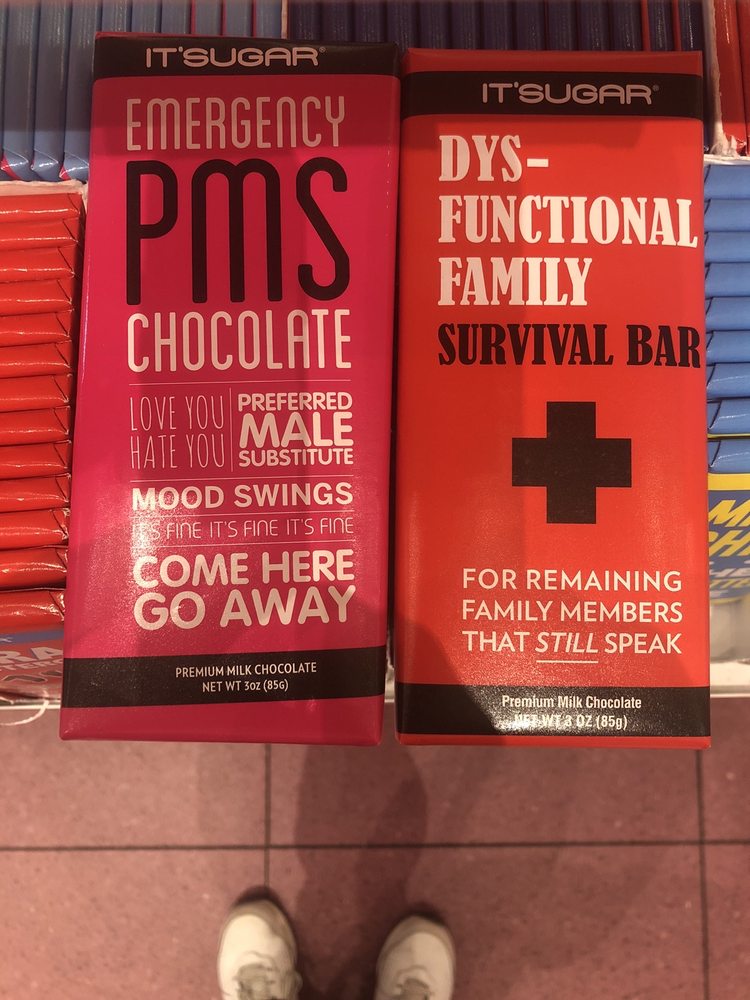 IT'SUGAR®
EMERGENCY
PMS
CHOCOLATE
LOVE YOU
HATE YOU
PREFERRED
MALE
SUBSTITUTE
MOOD SWINGS
IT'S FINE IT'S FINE IT'S FINE
COME HERE
GO AWAY
PREMIUM MILK CHOCOLATE
NET WT 3oz (85G)
IT'SUGAR®
DYS-
FUNCTIONAL
FAMILY
SURVIVAL BAR
FOR REMAINING
FAMILY MEMBERS
THAT STILL SPEAK
Premium Milk Chocolate
NET WT 3 OZ (85g)